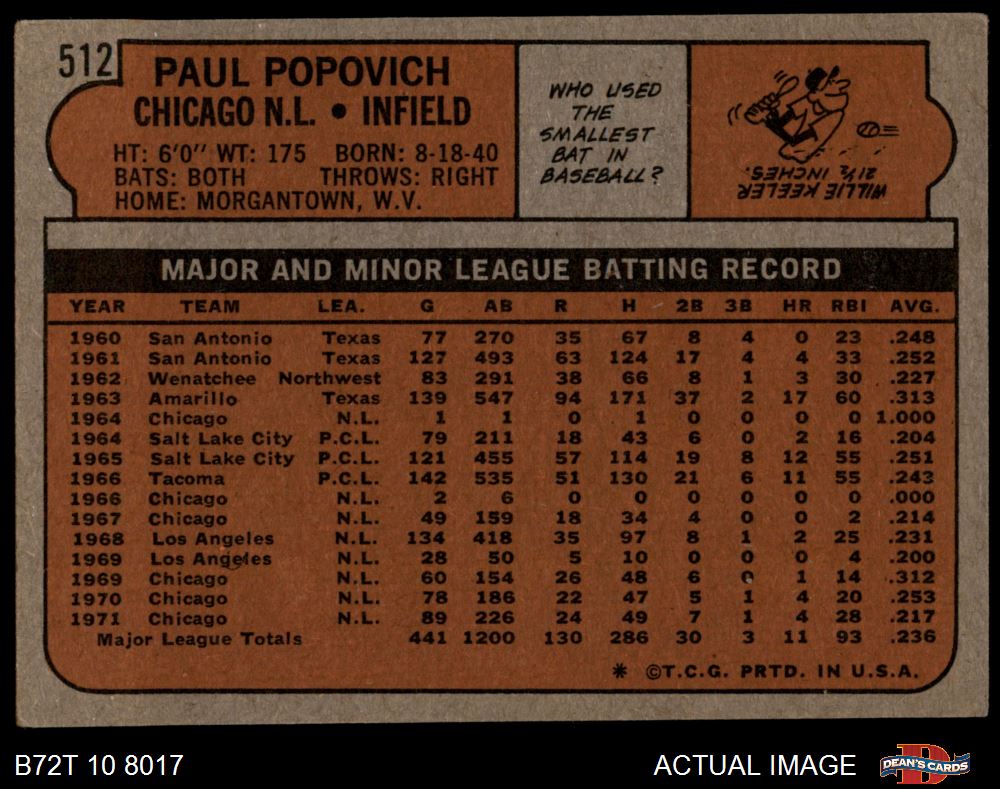 512
PAUL POPOVICH
CHICAGO N.L. • INFIELD
HT: 6'0" WT: 175 BORN: 8-18-40
BATS: BOTH THROWS: RIGHT
HOME: MORGANTOWN, W.V.
WHO USED
THE
SMALLEST
BAT IN
BASEBALL?
WILLIE KEELER
21½ INCHES.
MAJOR AND MINOR LEAGUE BATTING RECORD
YEAR TEAM LEA. G AB R H 2B 3B HR RBI AVG.
1960 San Antonio Texas 77 270 35 67 8 4 0 23 .248
1961 San Antonio Texas 127 493 63 124 17 4 4 33 .252
1962 Wenatchee Northwest 83 291 38 66 8 1 3 30 .227
1963 Amarillo Texas 139 547 94 171 37 2 17 60 .313
1964 Chicago N.L. 1 1 0 1 0 0 0 0 1.000
1964 Salt Lake City P.C.L. 79 211 18 43 6 0 2 16 .204
1965 Salt Lake City P.C.L. 121 455 57 114 19 8 12 55 .251
1966 Tacoma P.C.L. 142 535 51 130 21 6 11 55 .243
1966 Chicago N.L. 2 6 0 0 0 0 0 0 .000
1967 Chicago N.L. 49 159 18 34 4 0 0 2 .214
1968 Los Angeles N.L. 134 418 35 97 8 1 2 25 .231
1969 Los Angeles N.L. 28 50 5 10 0 0 0 4 .200
1969 Chicago N.L. 60 154 26 48 6 0 1 14 .312
1970 Chicago N.L. 78 186 22 47 5 1 4 20 .253
1971 Chicago N.L. 89 226 24 49 7 1 4 28 .217
Major League Totals 441 1200 130 286 30 3 11 93 .236
* ©T.C.G. PRTD. IN U.S.A.
B72T 10 8017
ACTUAL IMAGE
D
DEAN'S CARDS